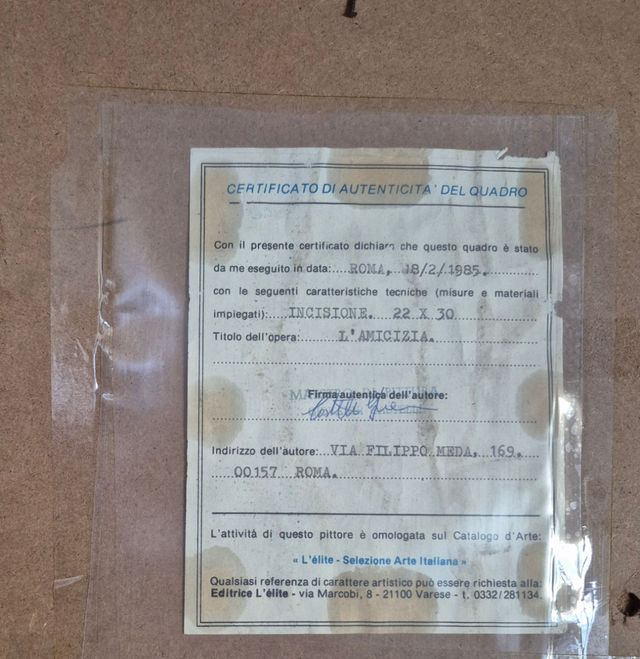 CERTIFICATO DI AUTENTICITA' DEL QUADRO
Con il presente certificato dichiaro che questo quadro è stato
da me eseguito in data:....ROMA, 18/2/1985.
con le seguenti caratteristiche tecniche (misure e materiali
impiegati): INCISIONE. 22 X 30
Titolo dell'opera: L'AMICIZIA.
Firma autentica dell'autore:
Indirizzo dell'autore: VIA FILIPPO MEDA, 169.
00157 ROMA.
L'attività di questo pittore è omologata sul Catalogo d'Arte:
« L'élite - Selezione Arte Italiana »
Qualsiasi referenza di carattere artistico può essere richiesta alla:
Editrice L'élite - via Marcobi, 8 - 21100 Varese - t. 0332/281134.